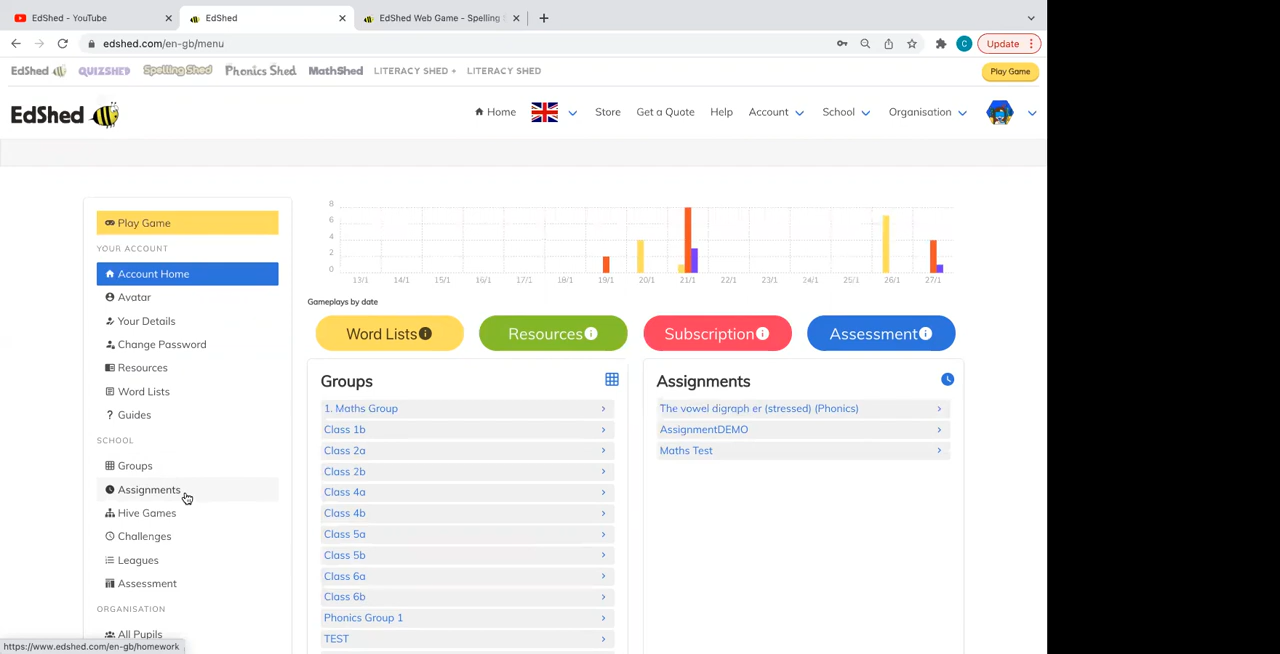 EdShed - YouTube
EdShed
EdShed Web Game - Spelling S
edshed.com/en-gb/menu
C
Update
EdShed QUIZSHED Spelling Shed Phonics Shed MathShed LITERACY SHED + LITERACY SHED
Play Game
EdShed
Home Store Get a Quote Help Account School Organisation
Play Game
YOUR ACCOUNT
Account Home
Avatar
Your Details
Change Password
Resources
Word Lists
Guides
SCHOOL
Groups
Assignments
Hive Games
Challenges
Leagues
Assessment
ORGANISATION
All Pupils
8
6
4
2
0
13/1 14/1 15/1 16/1 17/1 18/1 19/1 20/1 21/1 22/1 23/1 24/1 25/1 26/1 27/1
Gameplays by date
Word Lists
Resources
Subscription
Assessment
Groups
1. Maths Group
Class 1b
Class 2a
Class 2b
Class 4a
Class 4b
Class 5a
Class 5b
Class 6a
Class 6b
Phonics Group 1
TEST
Assignments
The vowel digraph er (stressed) (Phonics)
AssignmentDEMO
Maths Test
https://www.edshed.com/en-gb/homework